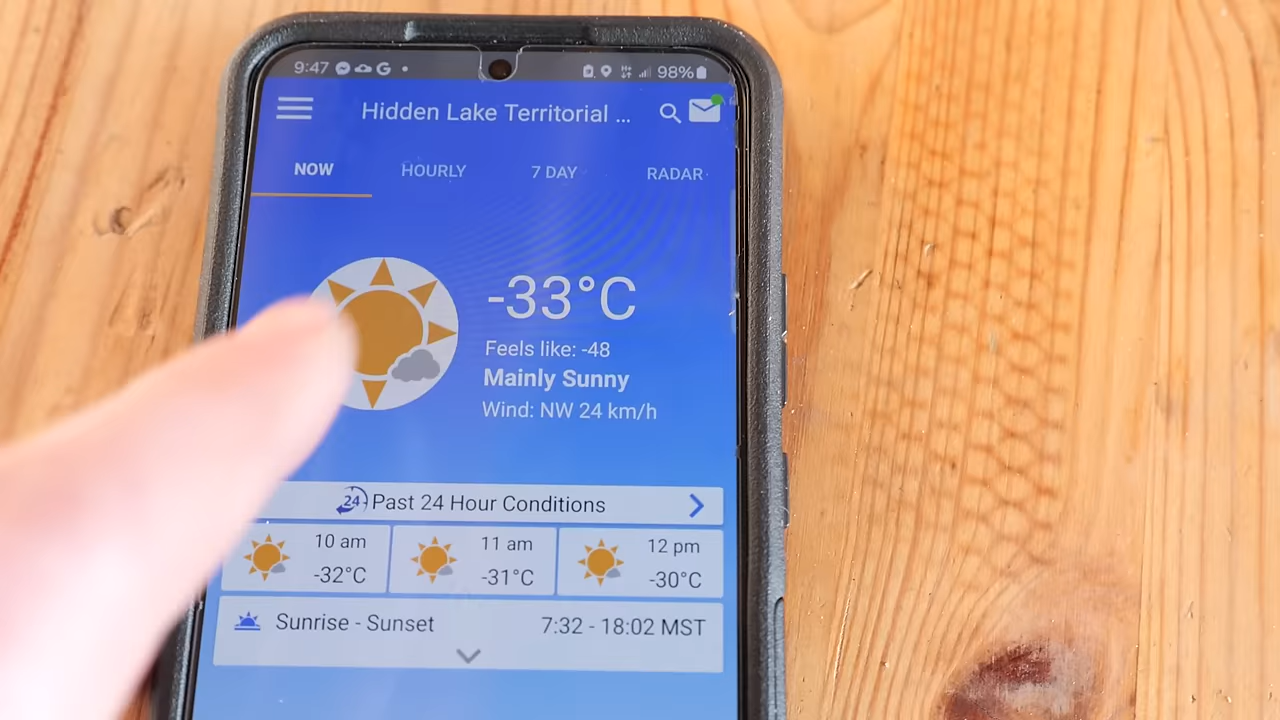 9:47 G 98%
Hidden Lake Territorial ...
NOW HOURLY 7 DAY RADAR
-33°C
Feels like: -48
Mainly Sunny
Wind: NW 24 km/h
24 Past 24 Hour Conditions
10 am 11 am 12 pm
-32°C -31°C -30°C
Sunrise - Sunset 7:32 - 18:02 MST